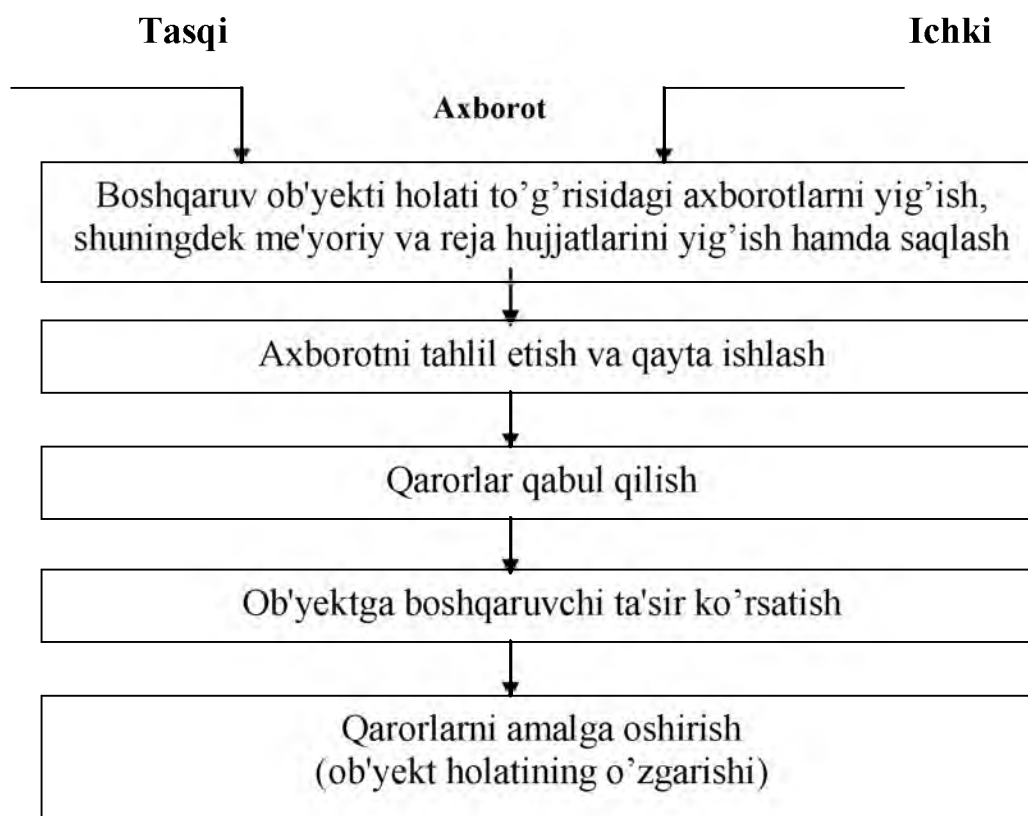 Tasqi
Ichki
Axborot
Boshqaruv ob'yekti holati to’g’risidagi axborotlarni yig’ish,
shuningdek me'yoriy va reja hujjatlarini yig’ish hamda saqlash
Axborotni tahlil etish va qayta ishlash
Qarorlar qabul qilish
Ob'yektga boshqaruvchi ta'sir ko’rsatish
Qarorlarni amalga oshirish
(ob'yekt holatining o’zgarishi)